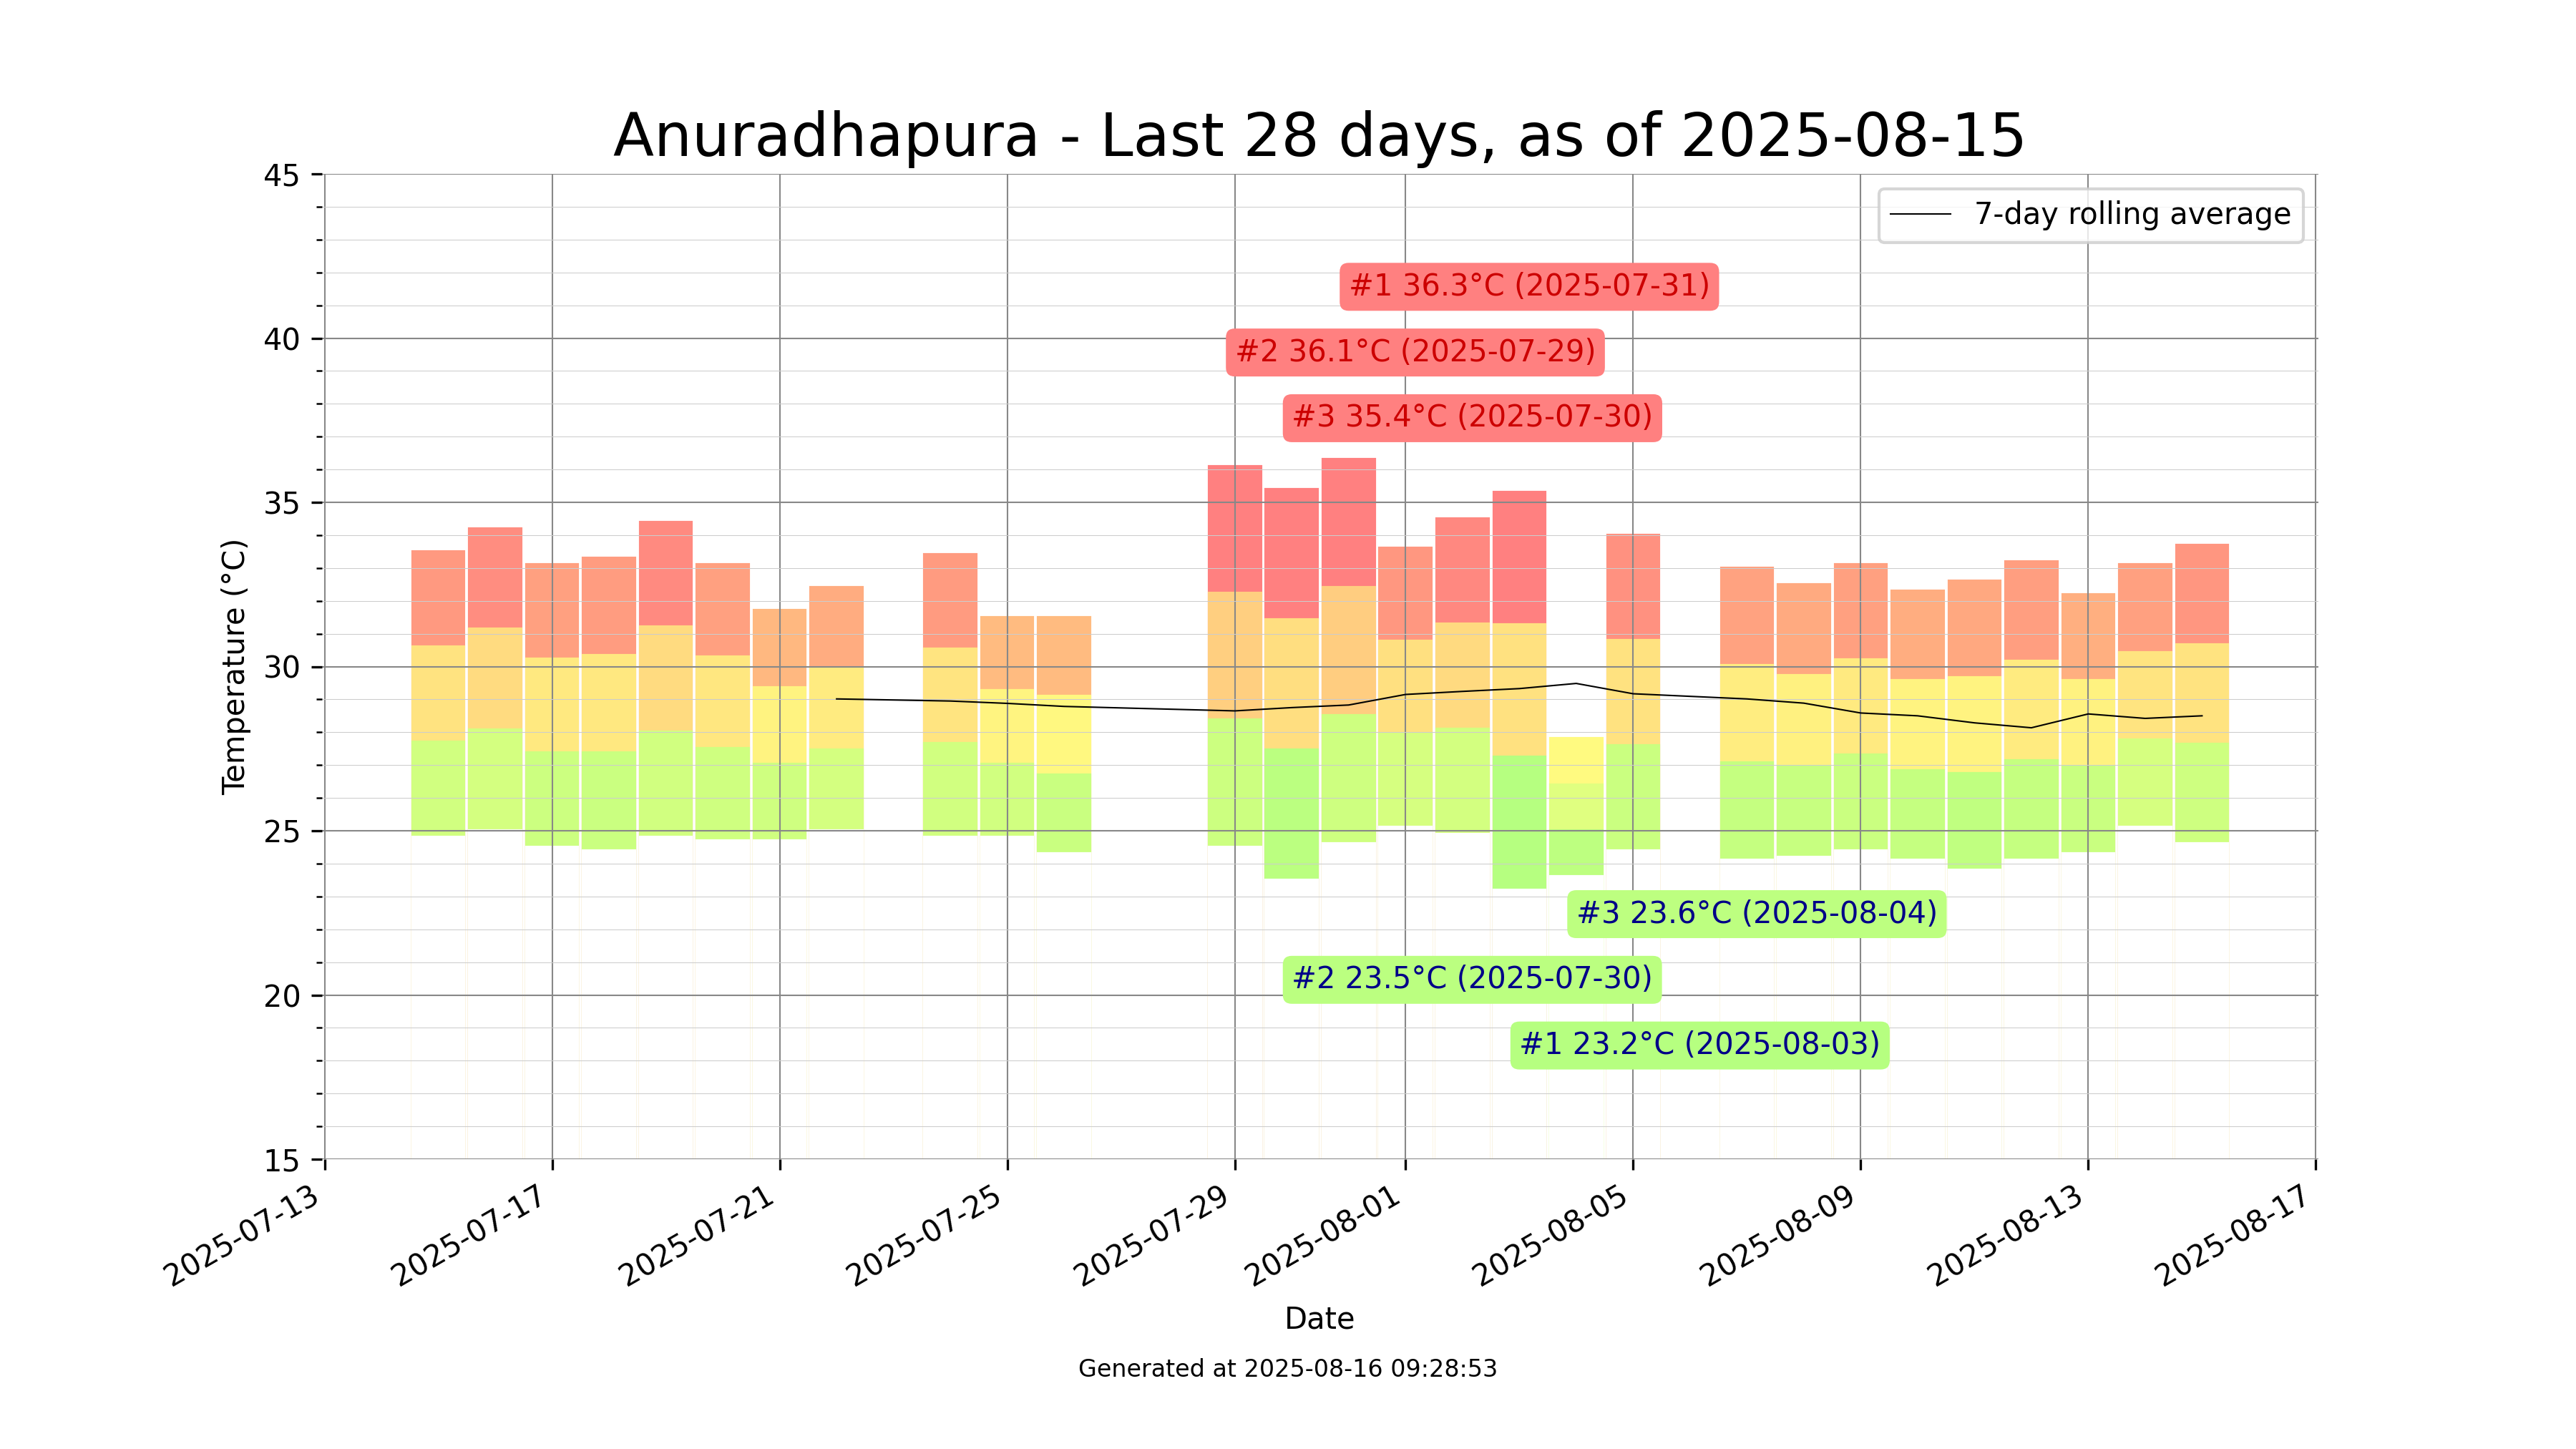 Anuradhapura - Last 28 days, as of 2025-08-15
7-day rolling average
#1 36.3°C (2025-07-31)
#2 36.1°C (2025-07-29)
#3 35.4°C (2025-07-30)
#3 23.6°C (2025-08-04)
#2 23.5°C (2025-07-30)
#1 23.2°C (2025-08-03)
Temperature (°C)
45
40
35
30
25
20
15
2025-07-13
2025-07-17
2025-07-21
2025-07-25
2025-07-29
2025-08-01
2025-08-05
2025-08-09
2025-08-13
2025-08-17
Date
Generated at 2025-08-16 09:28:53